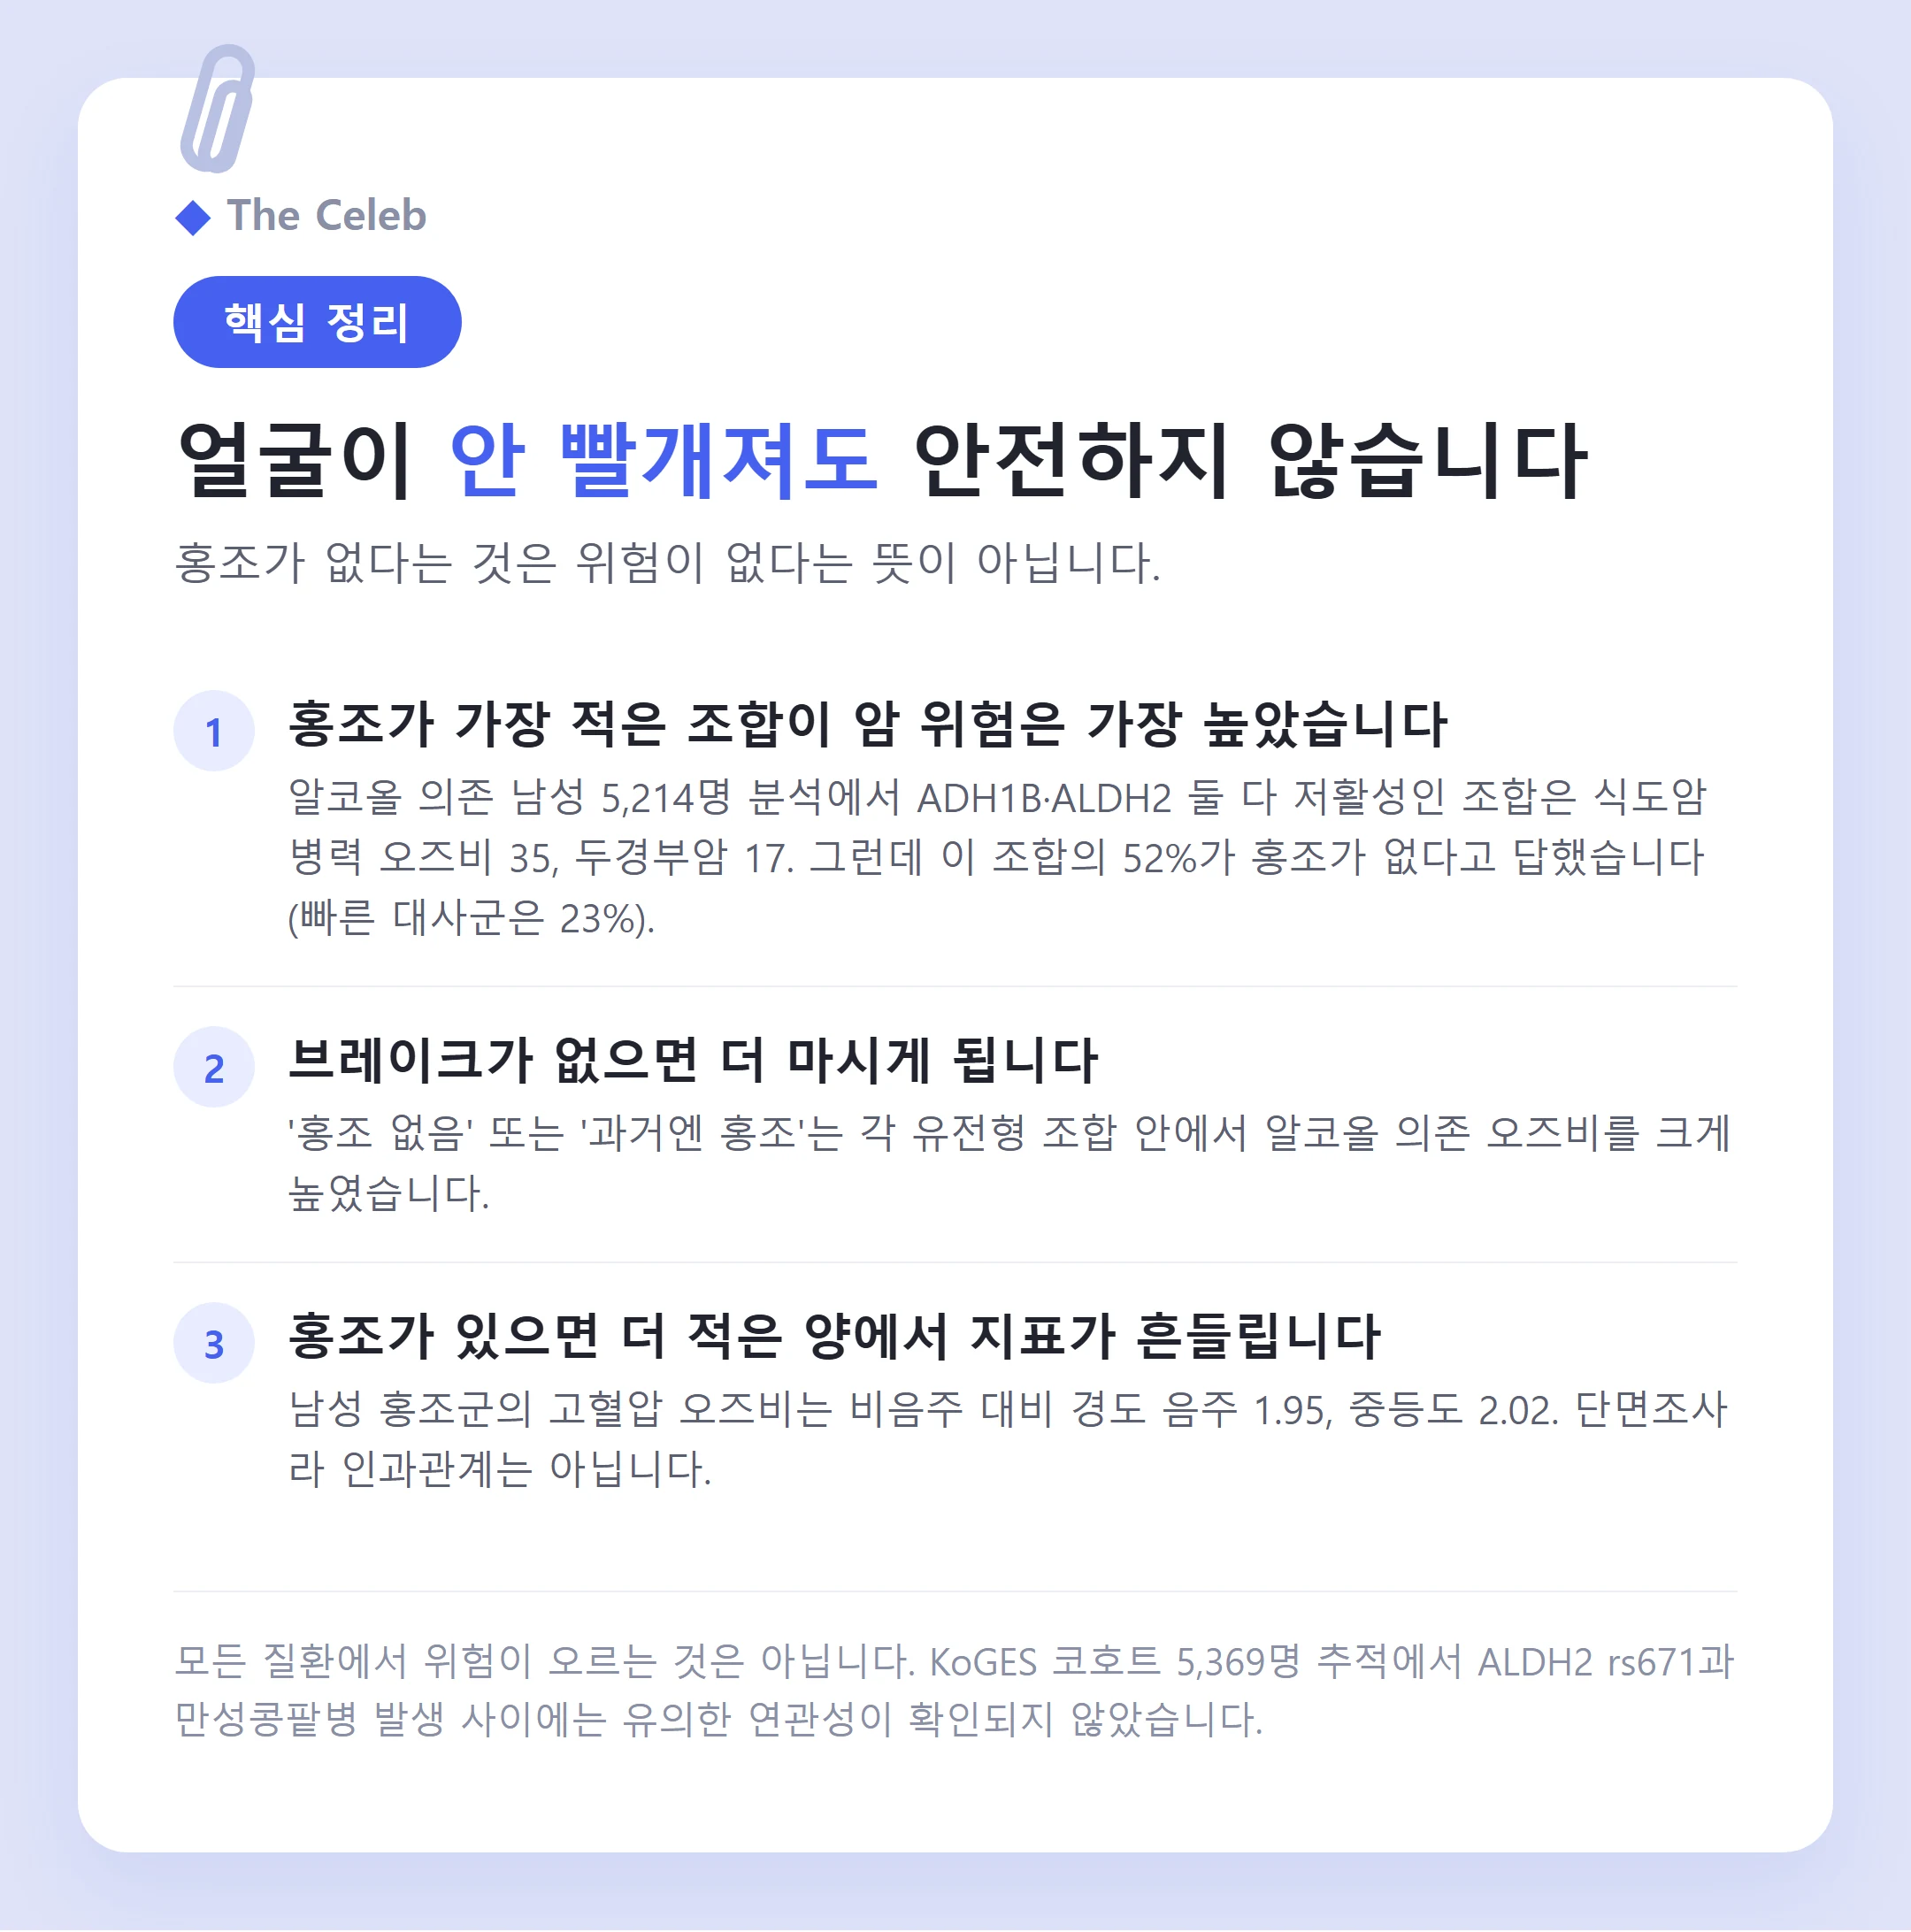 The Celeb
핵심 정리
얼굴이 안 빨개져도 안전하지 않습니다
홍조가 없다는 것은 위험이 없다는 뜻이 아닙니다.
1 홍조가 가장 적은 조합이 암 위험은 가장 높았습니다
알코올 의존 남성 5,214명 분석에서 ADH1B·ALDH2 둘 다 저활성인 조합은 식도암
병력 오즈비 35, 두경부암 17. 그런데 이 조합의 52%가 홍조가 없다고 답했습니다
(빠른 대사군은 23%).
2 브레이크가 없으면 더 마시게 됩니다
'홍조 없음' 또는 '과거엔 홍조'는 각 유전형 조합 안에서 알코올 의존 오즈비를 크게
높였습니다.
3 홍조가 있으면 더 적은 양에서 지표가 흔들립니다
남성 홍조군의 고혈압 오즈비는 비음주 대비 경도 음주 1.95, 중등도 2.02. 단면조사
라 인과관계는 아닙니다.
모든 질환에서 위험이 오르는 것은 아닙니다. KoGES 코호트 5,369명 추적에서 ALDH2 rs671과
만성콩팥병 발생 사이에는 유의한 연관성이 확인되지 않았습니다.